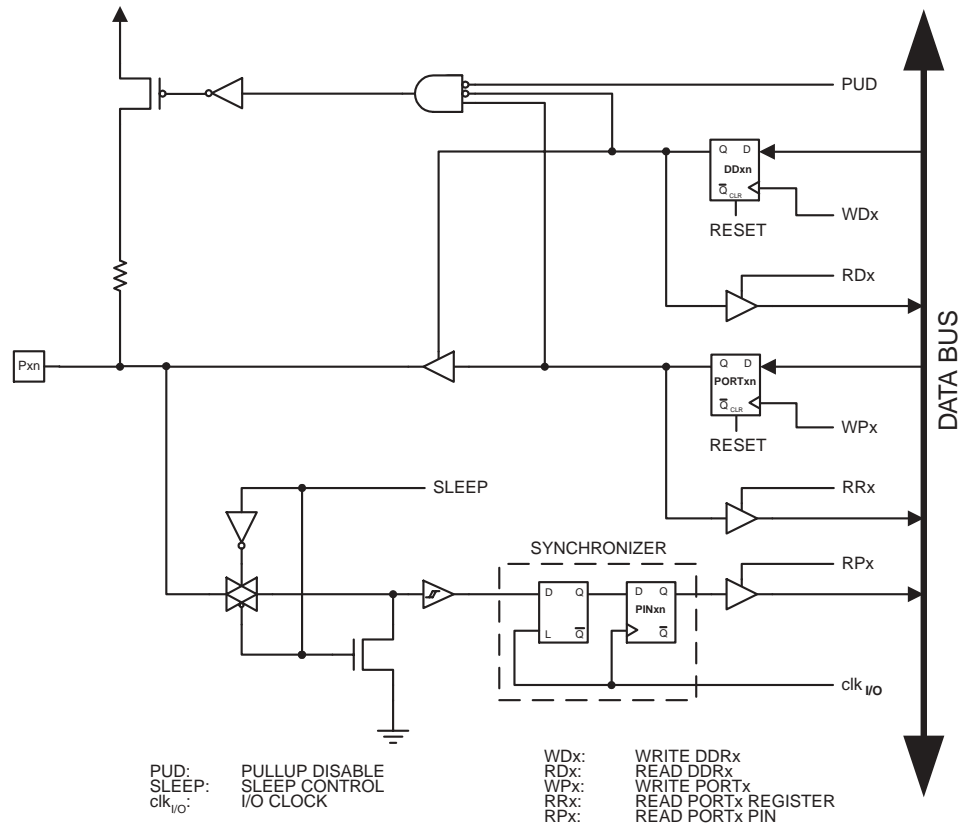 PUD
Q D
DDxn
Q̅ CLR
WDx
RESET
RDx
Pxn
Q D
PORTxn
Q̅ CLR
WPx
RESET
DATA BUS
SLEEP
RRx
SYNCHRONIZER
RPx
D Q
L Q̅
D Q
PINxn
Q̅
clk I/O
PUD: PULLUP DISABLE
SLEEP: SLEEP CONTROL
clkI/O: I/O CLOCK
WDx: WRITE DDRx
RDx: READ DDRx
WPx: WRITE PORTx
RRx: READ PORTx REGISTER
RPx: READ PORTx PIN